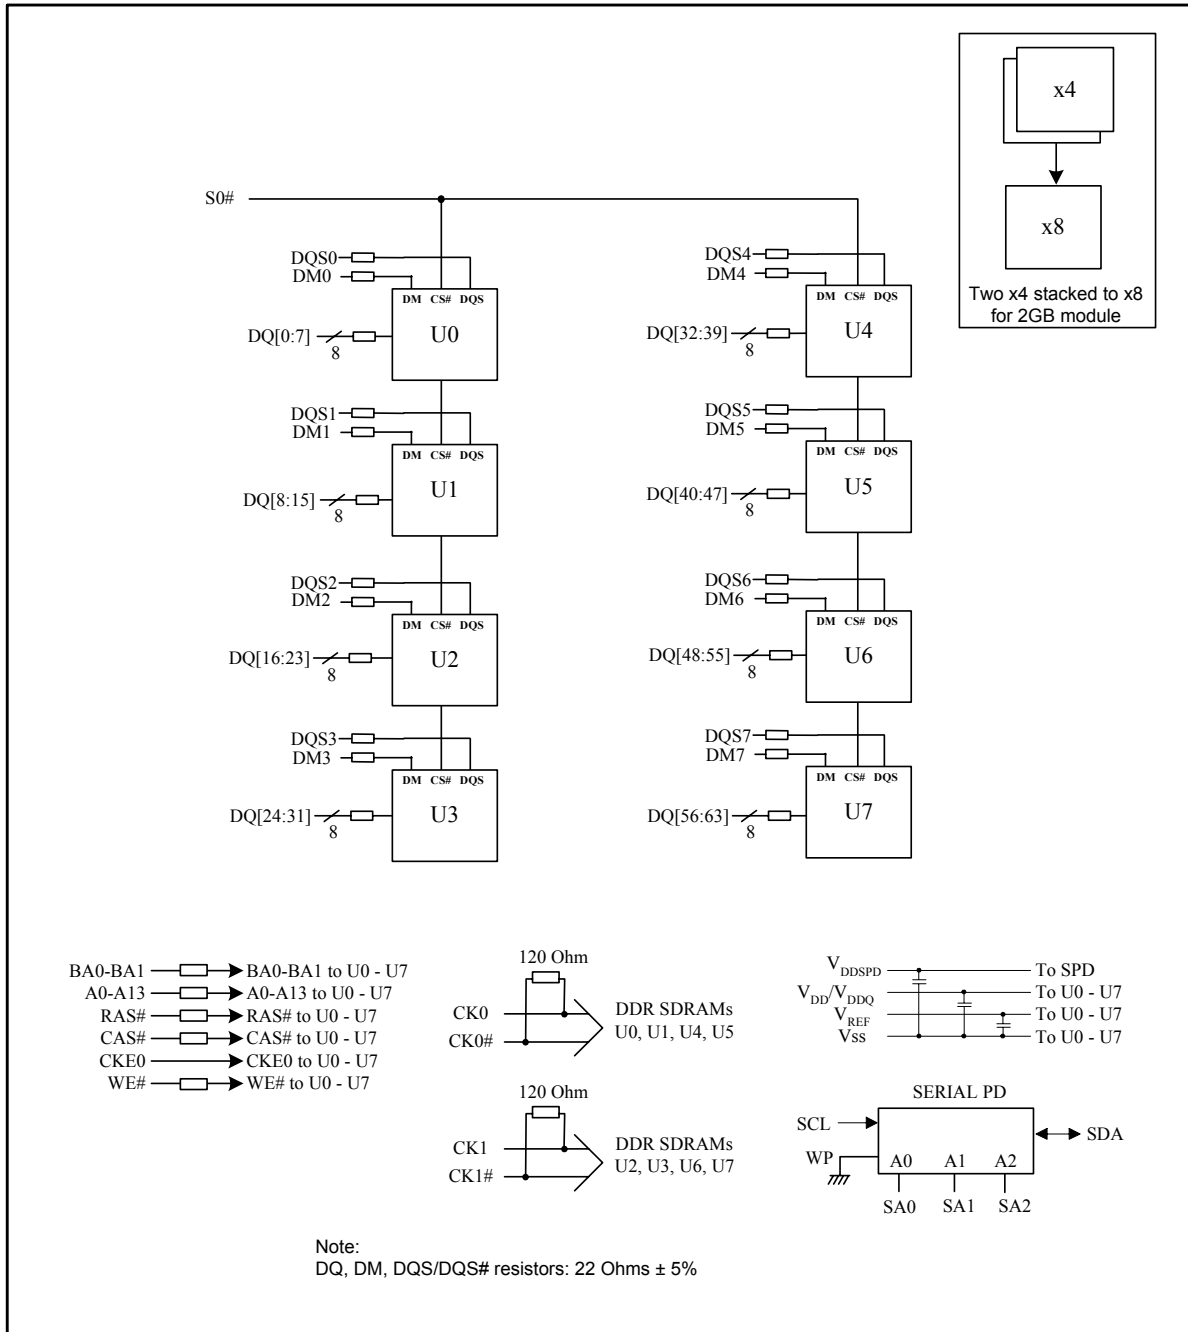 x4
x8
Two x4 stacked to x8
for 2GB module
S0#
DQS0
DM0
DM CS# DQS
DQ[0:7]
8
U0
DQS4
DM4
DM CS# DQS
DQ[32:39]
8
U4
DQS1
DM1
DM CS# DQS
DQ[8:15]
8
U1
DQS5
DM5
DM CS# DQS
DQ[40:47]
8
U5
DQS2
DM2
DM CS# DQS
DQ[16:23]
8
U2
DQS6
DM6
DM CS# DQS
DQ[48:55]
8
U6
DQS3
DM3
DM CS# DQS
DQ[24:31]
8
U3
DQS7
DM7
DM CS# DQS
DQ[56:63]
8
U7
BA0-BA1 BA0-BA1 to U0 - U7
A0-A13 A0-A13 to U0 - U7
RAS# RAS# to U0 - U7
CAS# CAS# to U0 - U7
CKE0 CKE0 to U0 - U7
WE# WE# to U0 - U7
120 Ohm
CK0
CK0#
DDR SDRAMs
U0, U1, U4, U5
120 Ohm
CK1
CK1#
DDR SDRAMs
U2, U3, U6, U7
VDDSPD To SPD
VDD/VDDQ To U0 - U7
VREF To U0 - U7
VSS To U0 - U7
SERIAL PD
SCL
SDA
WP
A0 A1 A2
SA0 SA1 SA2
Note:
DQ, DM, DQS/DQS# resistors: 22 Ohms ± 5%